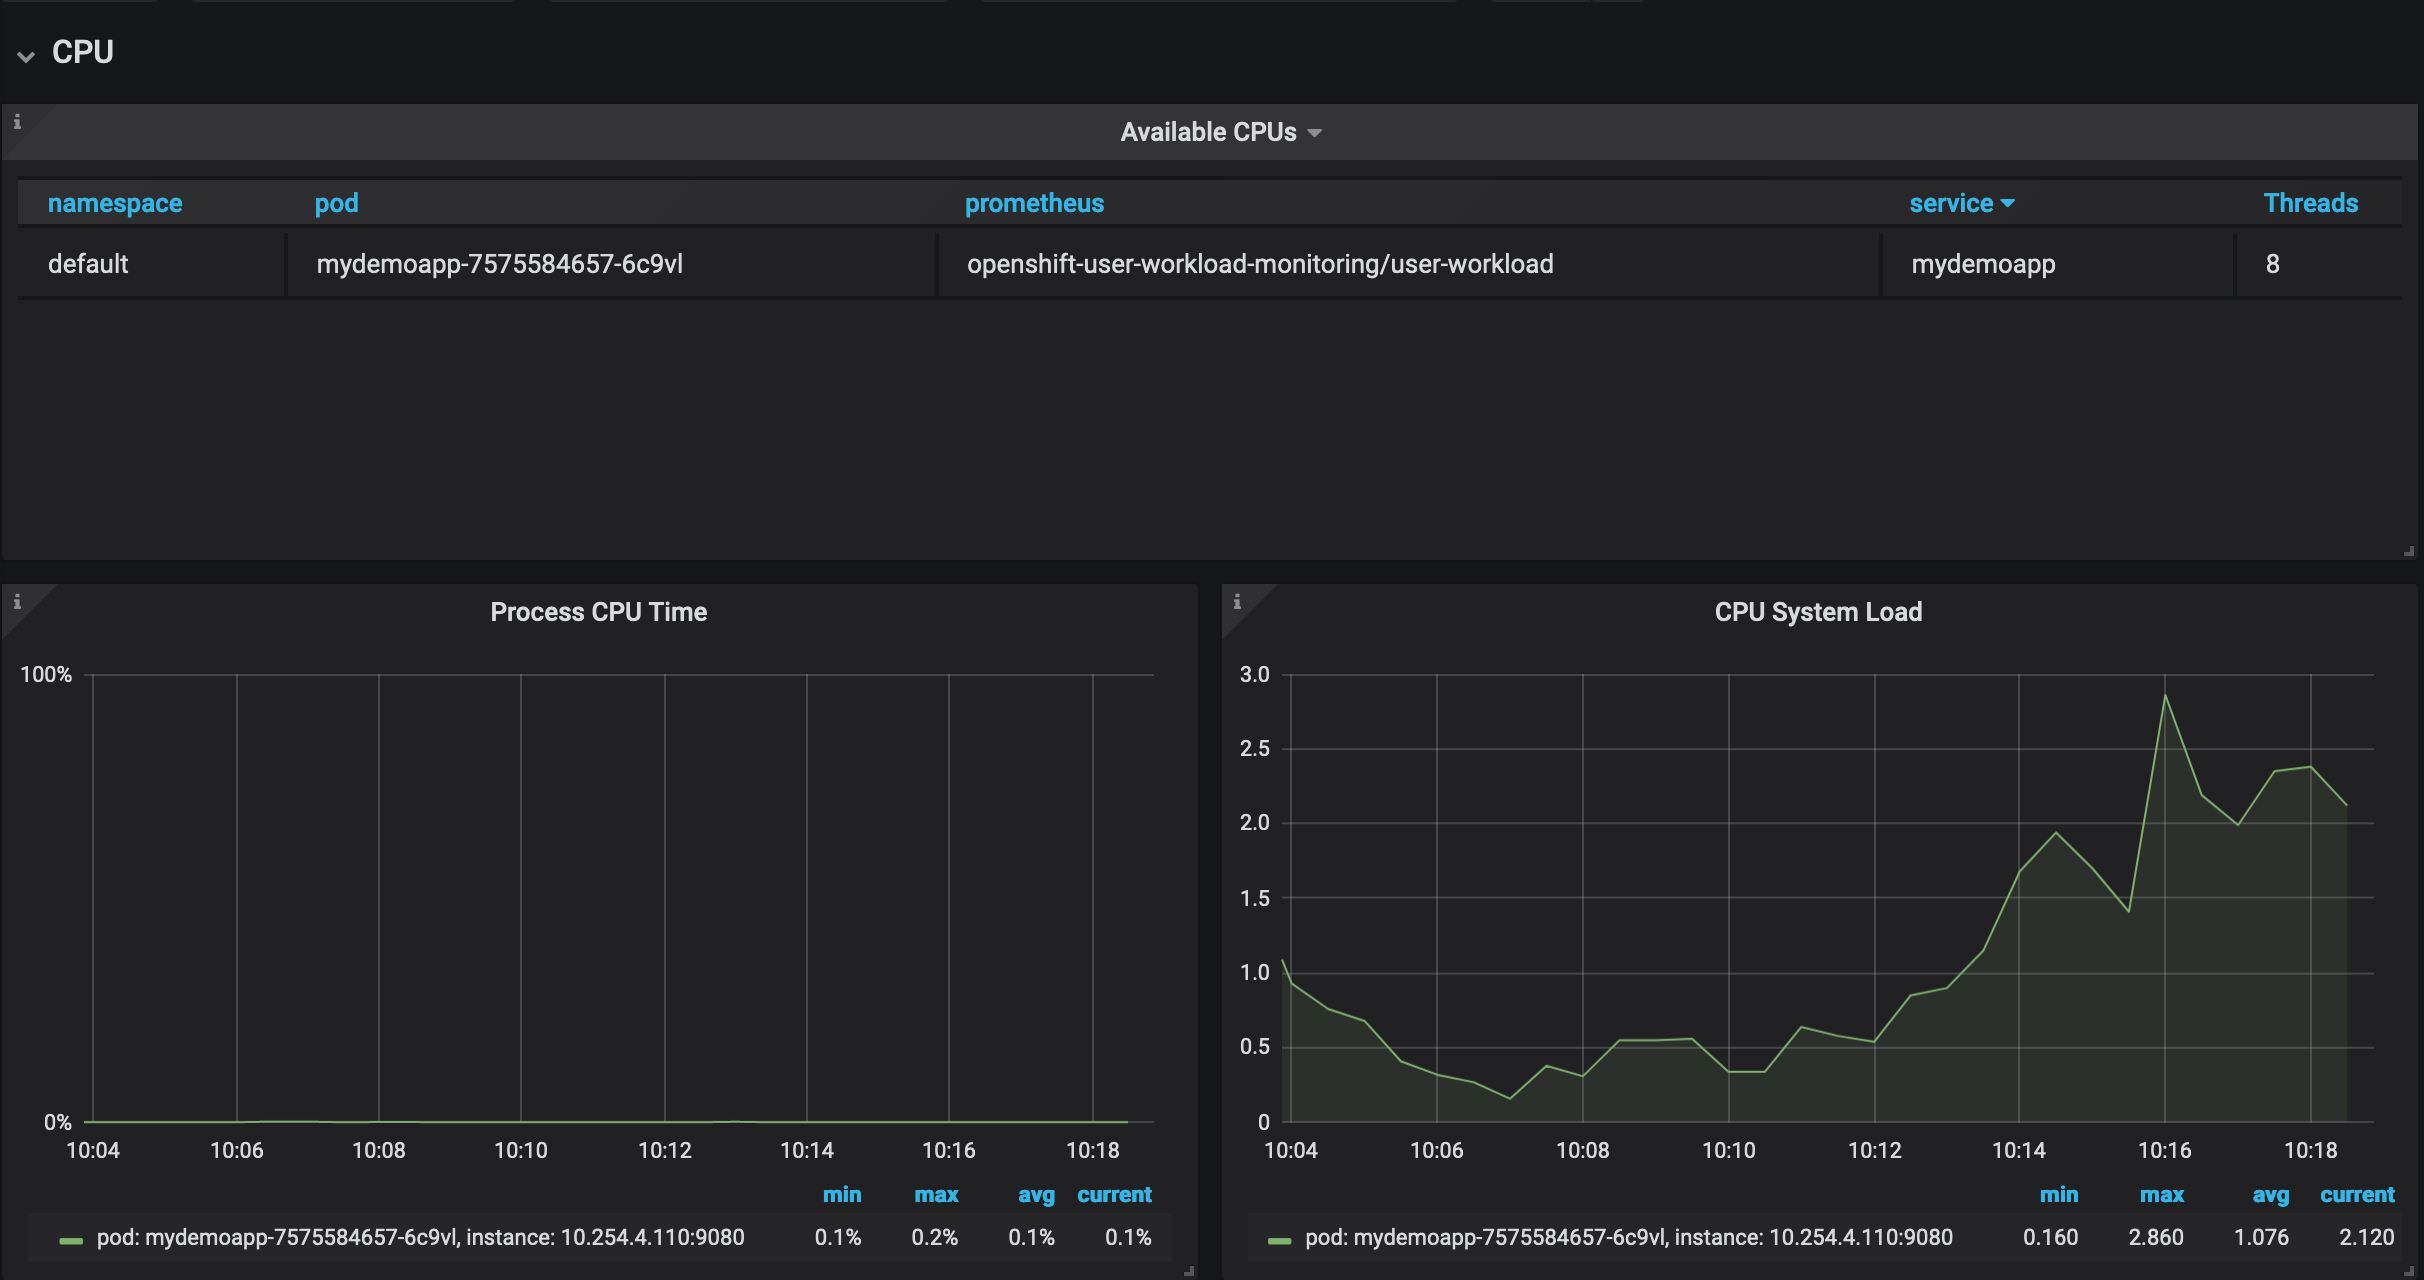 CPU
Available CPUs
namespace pod prometheus service Threads
default mydemoapp-7575584657-6c9vl openshift-user-workload-monitoring/user-workload mydemoapp 8
Process CPU Time
100%
0%
10:04 10:06 10:08 10:10 10:12 10:14 10:16 10:18
min max avg current
pod: mydemoapp-7575584657-6c9vl, instance: 10.254.4.110:9080 0.1% 0.2% 0.1% 0.1%
CPU System Load
3.0
2.5
2.0
1.5
1.0
0.5
0
10:04 10:06 10:08 10:10 10:12 10:14 10:16 10:18
min max avg current
pod: mydemoapp-7575584657-6c9vl, instance: 10.254.4.110:9080 0.160 2.860 1.076 2.120